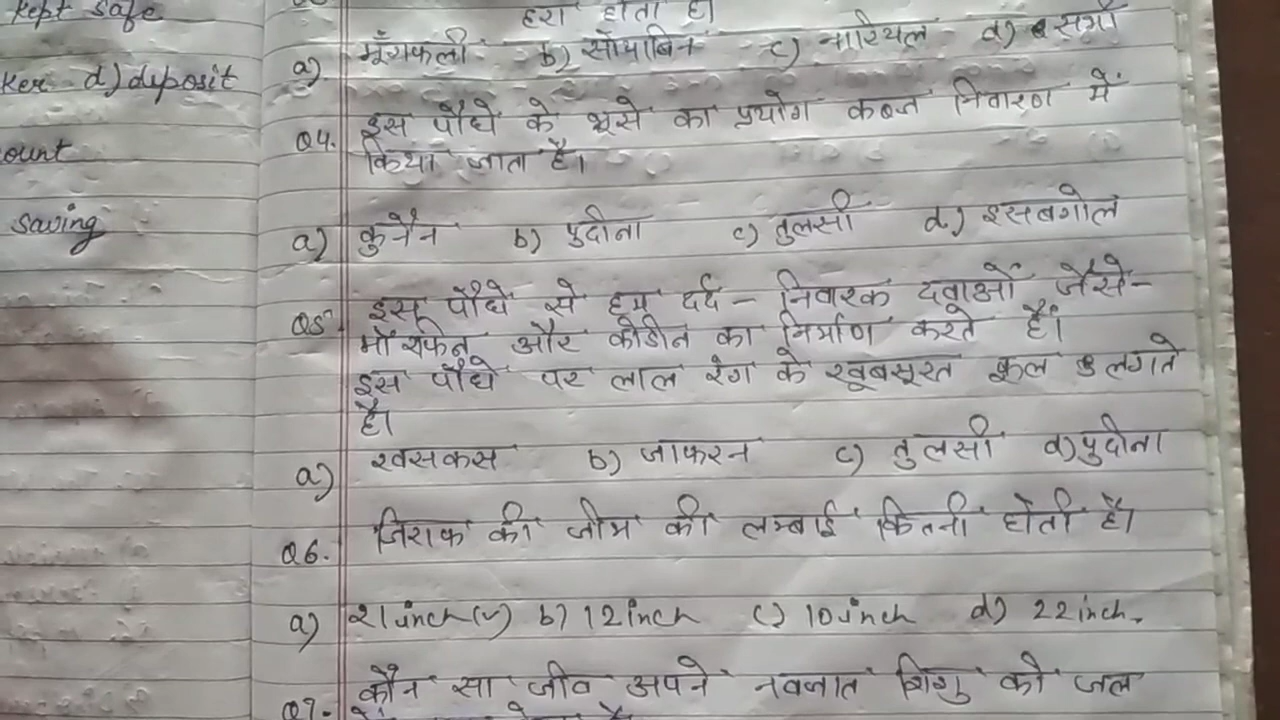 kept safe
ker d) deposit
ount
saving
हरा होता है।
a) मूँगफली b) सोयाबिन c) नारियल d) सभी
Q4. इस पौधे के भूसे का प्रयोग कब्ज निवारण में
किया जाता है।
a) कुनैन b) पुदीना c) तुलसी d) इसबगोल
Q5. इस पौधे से हम दर्द - निवारक दवाओं जैसे-
मॉरफिन और कोडीन का निर्माण करते हैं।
इस पौधे पर लाल रंग के खूबसूरत फूल लगते
है।
a) खसकस b) जाफरन c) तुलसी d) पुदीना
Q6. जिराफ की जीभ की लम्बाई कितनी होती है।
a) 21 inch (✓) b) 12 inch c) 10 inch d) 22 inch.
Q7. कौन सा जीव अपने नवजात शिशु को जल